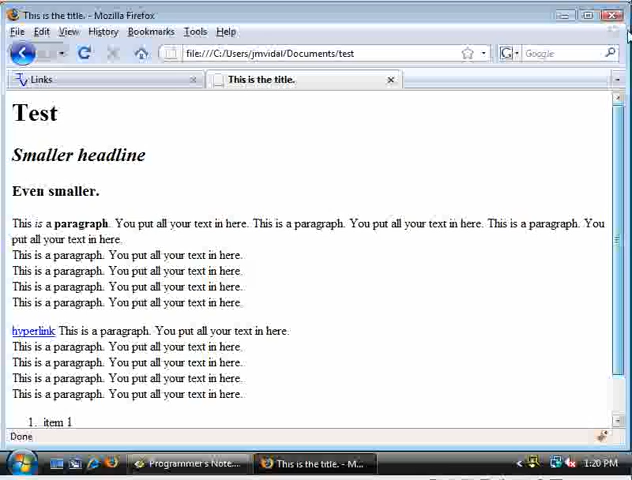 This is the title. - Mozilla Firefox
File Edit View History Bookmarks Tools Help
file:///C:/Users/jmvidal/Documents/test
Google
Links
This is the title.
Test
Smaller headline
Even smaller.
This is a paragraph. You put all your text in here. This is a paragraph. You put all your text in here. This is a paragraph. You
put all your text in here.
This is a paragraph. You put all your text in here.
This is a paragraph. You put all your text in here.
This is a paragraph. You put all your text in here.
This is a paragraph. You put all your text in here.
hyperlink This is a paragraph. You put all your text in here.
This is a paragraph. You put all your text in here.
This is a paragraph. You put all your text in here.
This is a paragraph. You put all your text in here.
This is a paragraph. You put all your text in here.
1. item 1
Done
Programmer's Note... This is the title. - M... 1:20 PM